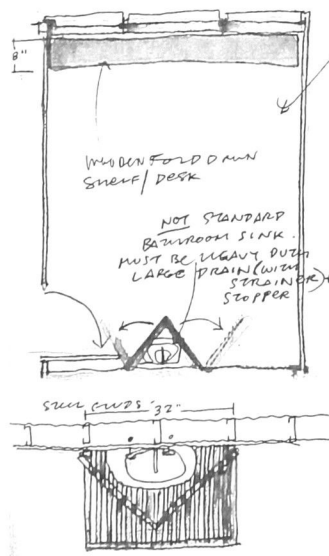 8"
WOODEN FOLD DOWN
SHELF/DESK
NOT STANDARD
BATHROOM SINK.
MUST BE HEAVY DUTY
LARGE DRAIN (WITH
STRAINER)+
STOPPER
STUDS 32"